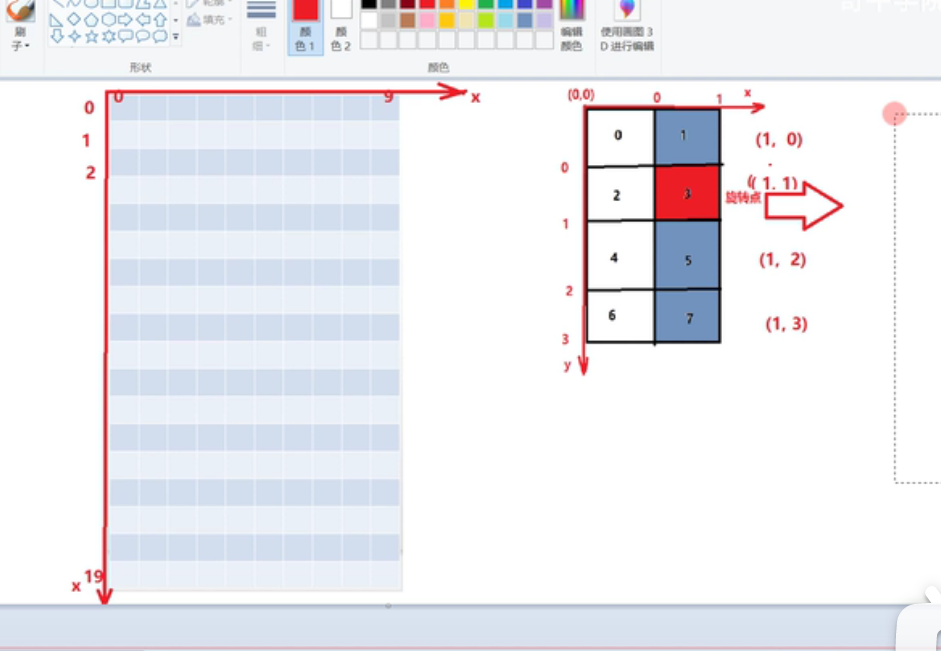 刷
子
轮廓
填充
形状
粗
细
颜
色 1
颜
色 2
编辑
颜色
使用画图 3
D 进行编辑
颜色
0 9 x
0
1
2
x 19
(0,0) 0 1 x
0 1 (1, 0)
0
2 3 (( 1. 1)
旋转点
1
4 5 (1, 2)
2
6 7 (1, 3)
3
y